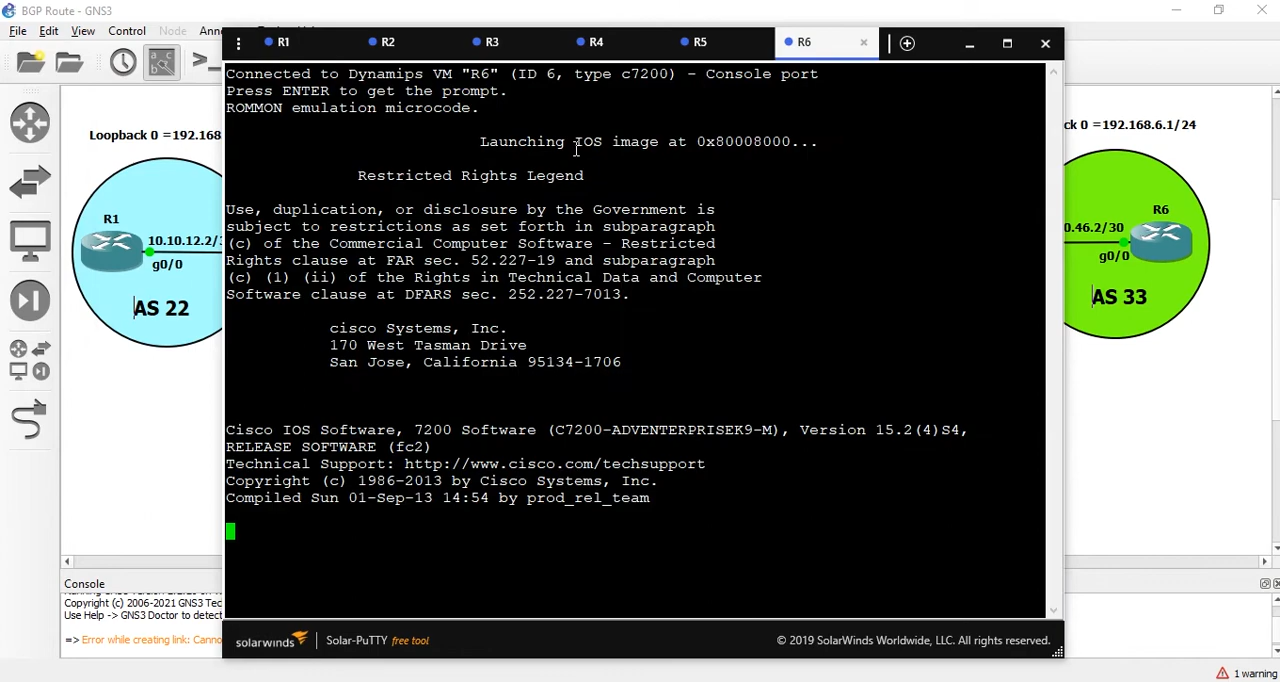 BGP Route - GNS3
File Edit View Control Node Anno
R1 R2 R3 R4 R5 R6
Connected to Dynamips VM "R6" (ID 6, type c7200) - Console port
Press ENTER to get the prompt.
ROMMON emulation microcode.
Launching IOS image at 0x80008000...
Restricted Rights Legend
Use, duplication, or disclosure by the Government is
subject to restrictions as set forth in subparagraph
(c) of the Commercial Computer Software - Restricted
Rights clause at FAR sec. 52.227-19 and subparagraph
(c) (1) (ii) of the Rights in Technical Data and Computer
Software clause at DFARS sec. 252.227-7013.
cisco Systems, Inc.
170 West Tasman Drive
San Jose, California 95134-1706
Cisco IOS Software, 7200 Software (C7200-ADVENTERPRISEK9-M), Version 15.2(4)S4,
RELEASE SOFTWARE (fc2)
Technical Support: http://www.cisco.com/techsupport
Copyright (c) 1986-2013 by Cisco Systems, Inc.
Compiled Sun 01-Sep-13 14:54 by prod_rel_team
solarwinds Solar-PuTTY free tool
© 2019 SolarWinds Worldwide, LLC. All rights reserved.
Loopback 0 =192.168
R1
10.10.12.2/3
g0/0
AS 22
ck 0 =192.168.6.1/24
R6
0.46.2/30
g0/0
AS 33
Console
Copyright (c) 2006-2021 GNS3 Tec
Use Help -> GNS3 Doctor to detect
=> Error while creating link: Canno
1 warning